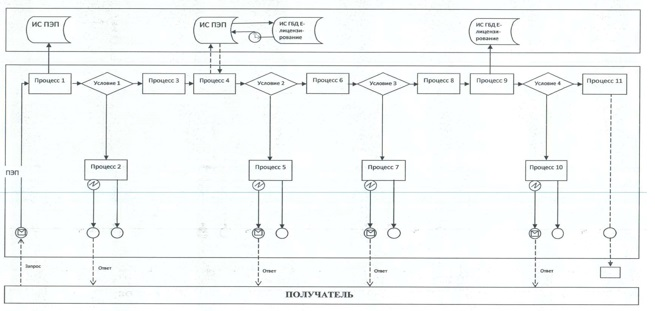 ИС ПЭП
ИС ПЭП
ИС ГБД Е-
лицензи-
рование
ИС ГБД Е-
лицензи-
рование
Процесс 1
Условие 1
Процесс 3
Процесс 4
Условие 2
Процесс 6
Условие 3
Процесс 8
Процесс 9
Условие 4
Процесс 11
Процесс 2
Процесс 5
Процесс 7
Процесс 10
ПЭП
Запрос
Ответ
Ответ
Ответ
Ответ
ПОЛУЧАТЕЛЬ